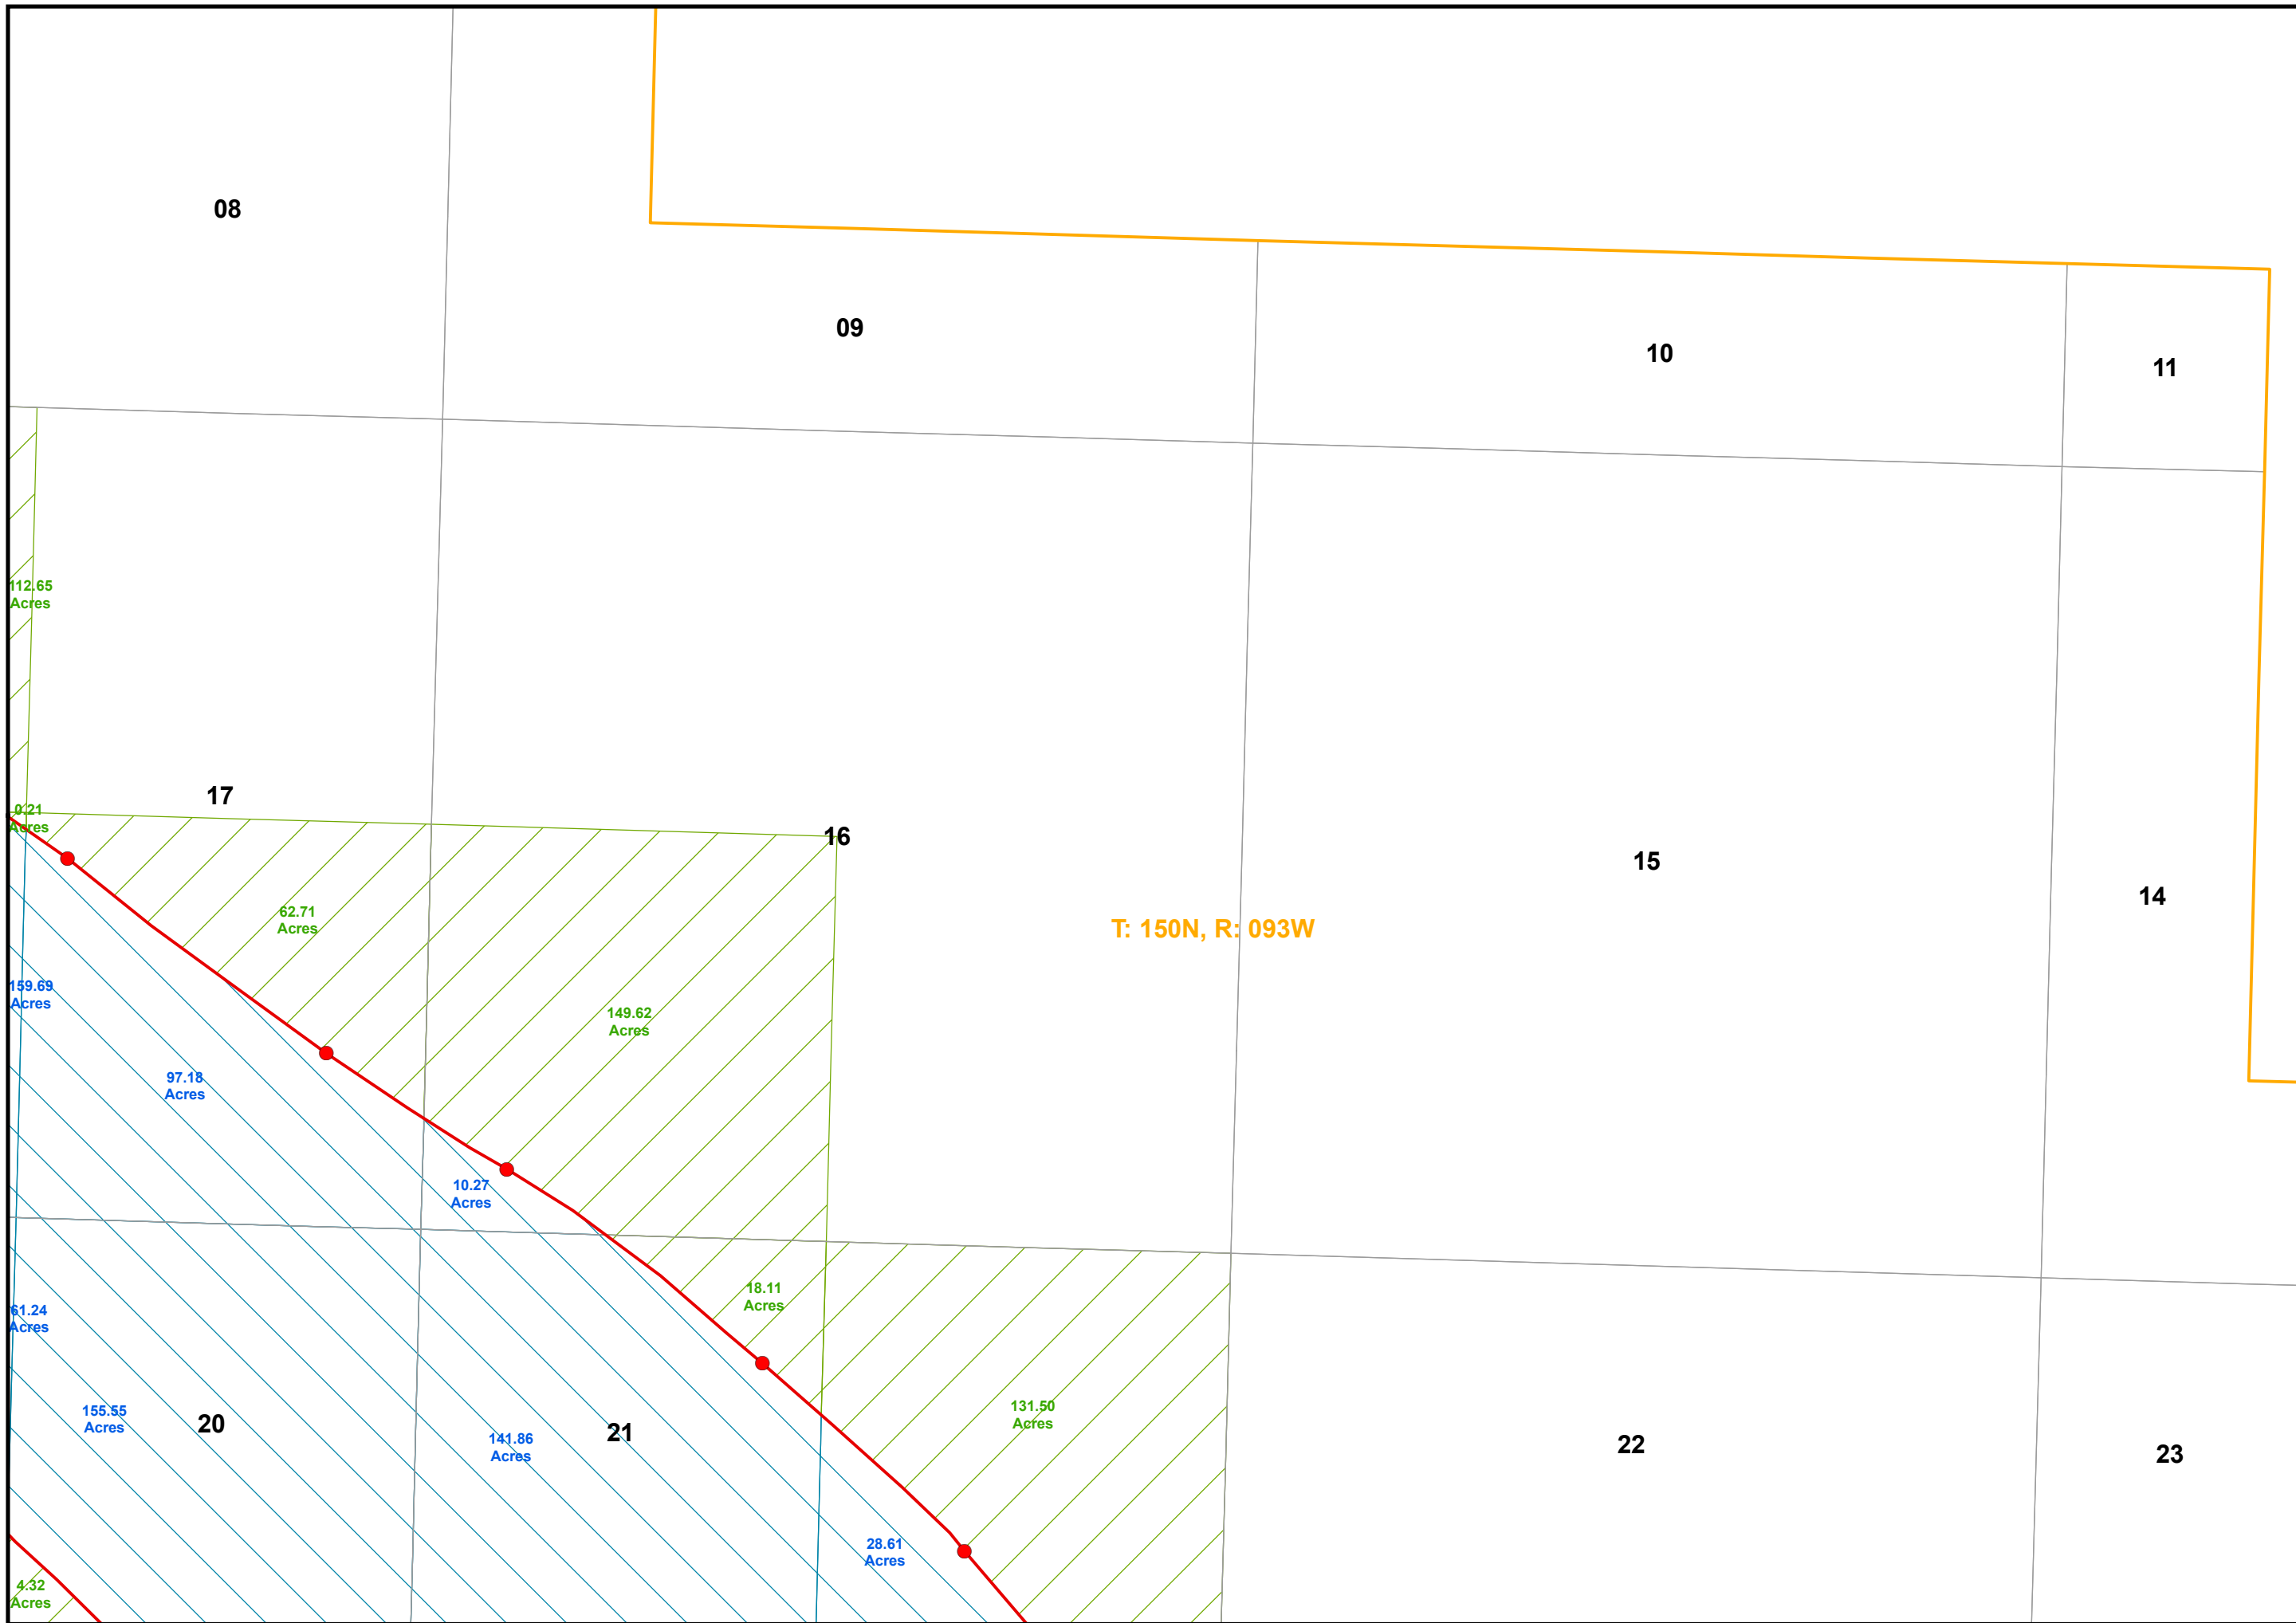 08
09
10
11
112.65
Acres
17
0.21
Acres
16
15
14
62.71
Acres
T: 150N, R: 093W
159.69
Acres
149.62
Acres
97.18
Acres
10.27
Acres
18.11
Acres
61.24
Acres
155.55
Acres
20
21
141.86
Acres
131.50
Acres
22
23
28.61
Acres
4.32
Acres